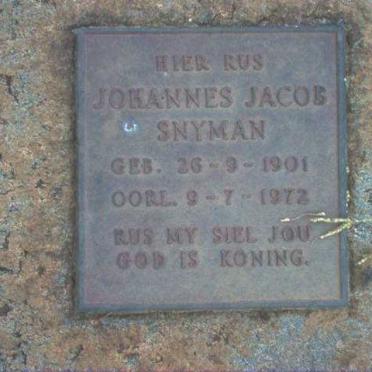 HIER RUS
JOHANNES JACOB
SNYMAN
GEB. 26-9-1901
OORL. 9-7-1972
RUS MY SIEL JOU
GOD IS KONING.